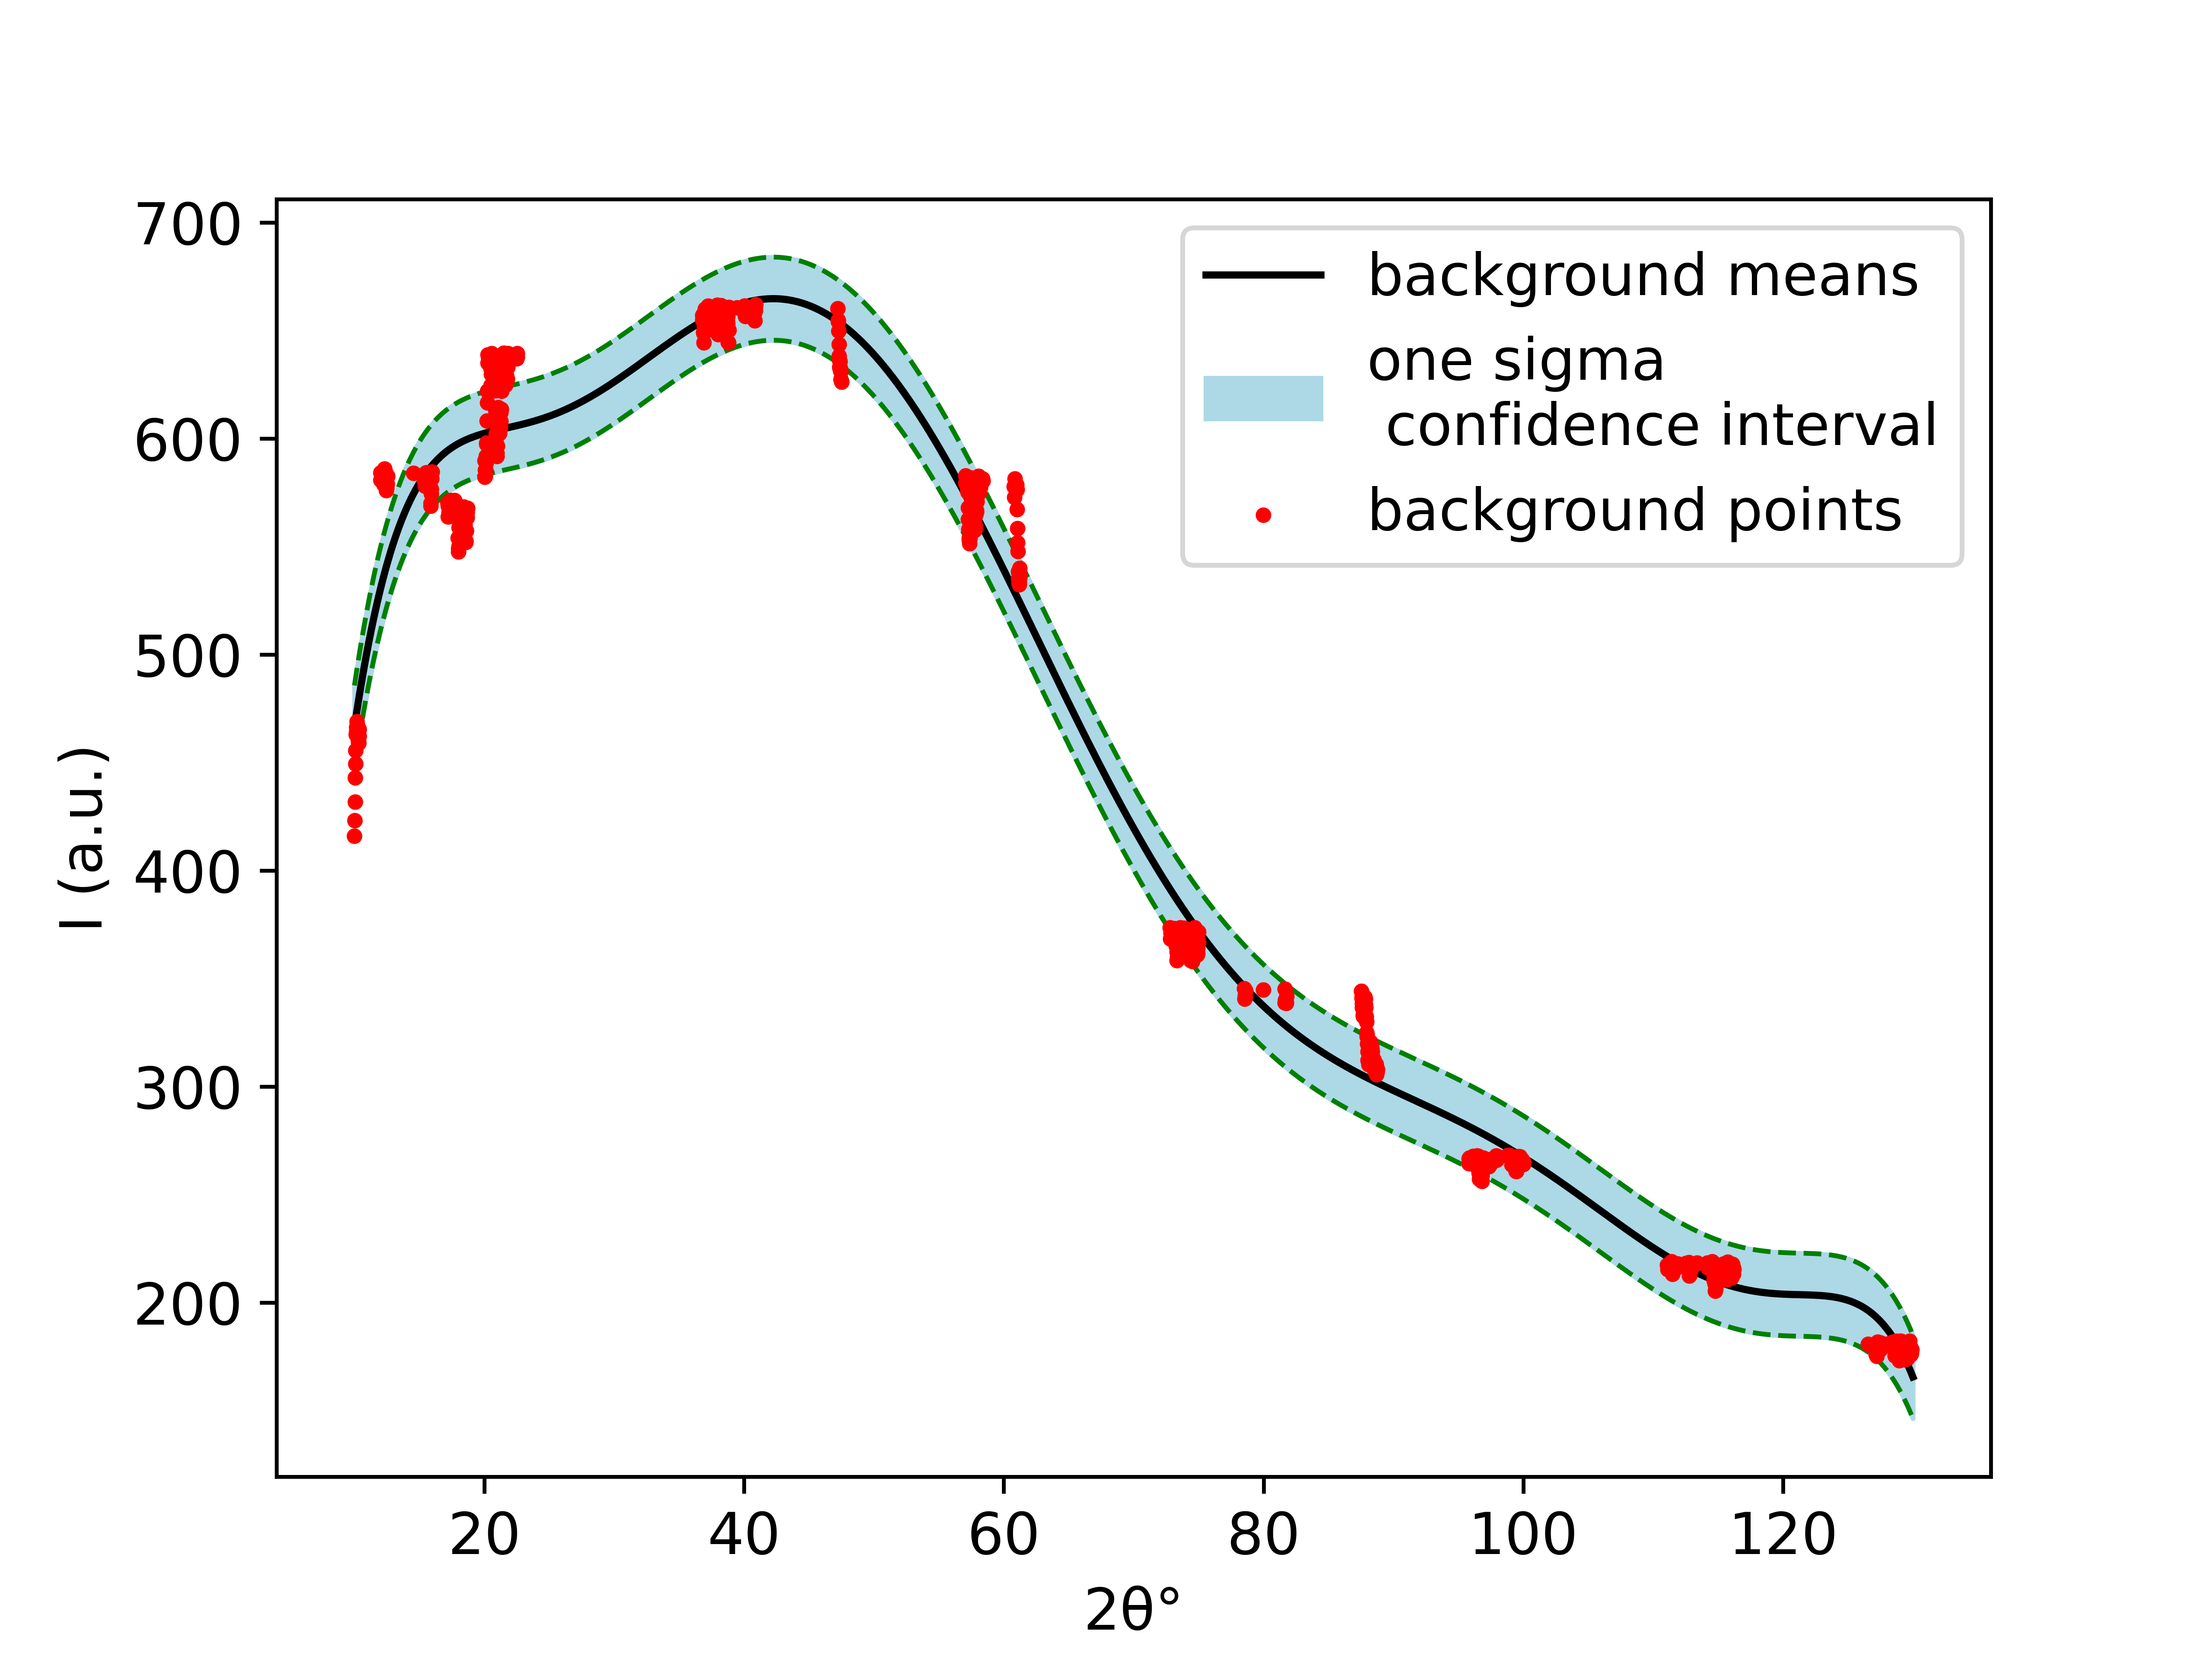 700
600
500
400
300
200
I (a.u.)
background means
one sigma
confidence interval
background points
20 40 60 80 100 120
2θ°